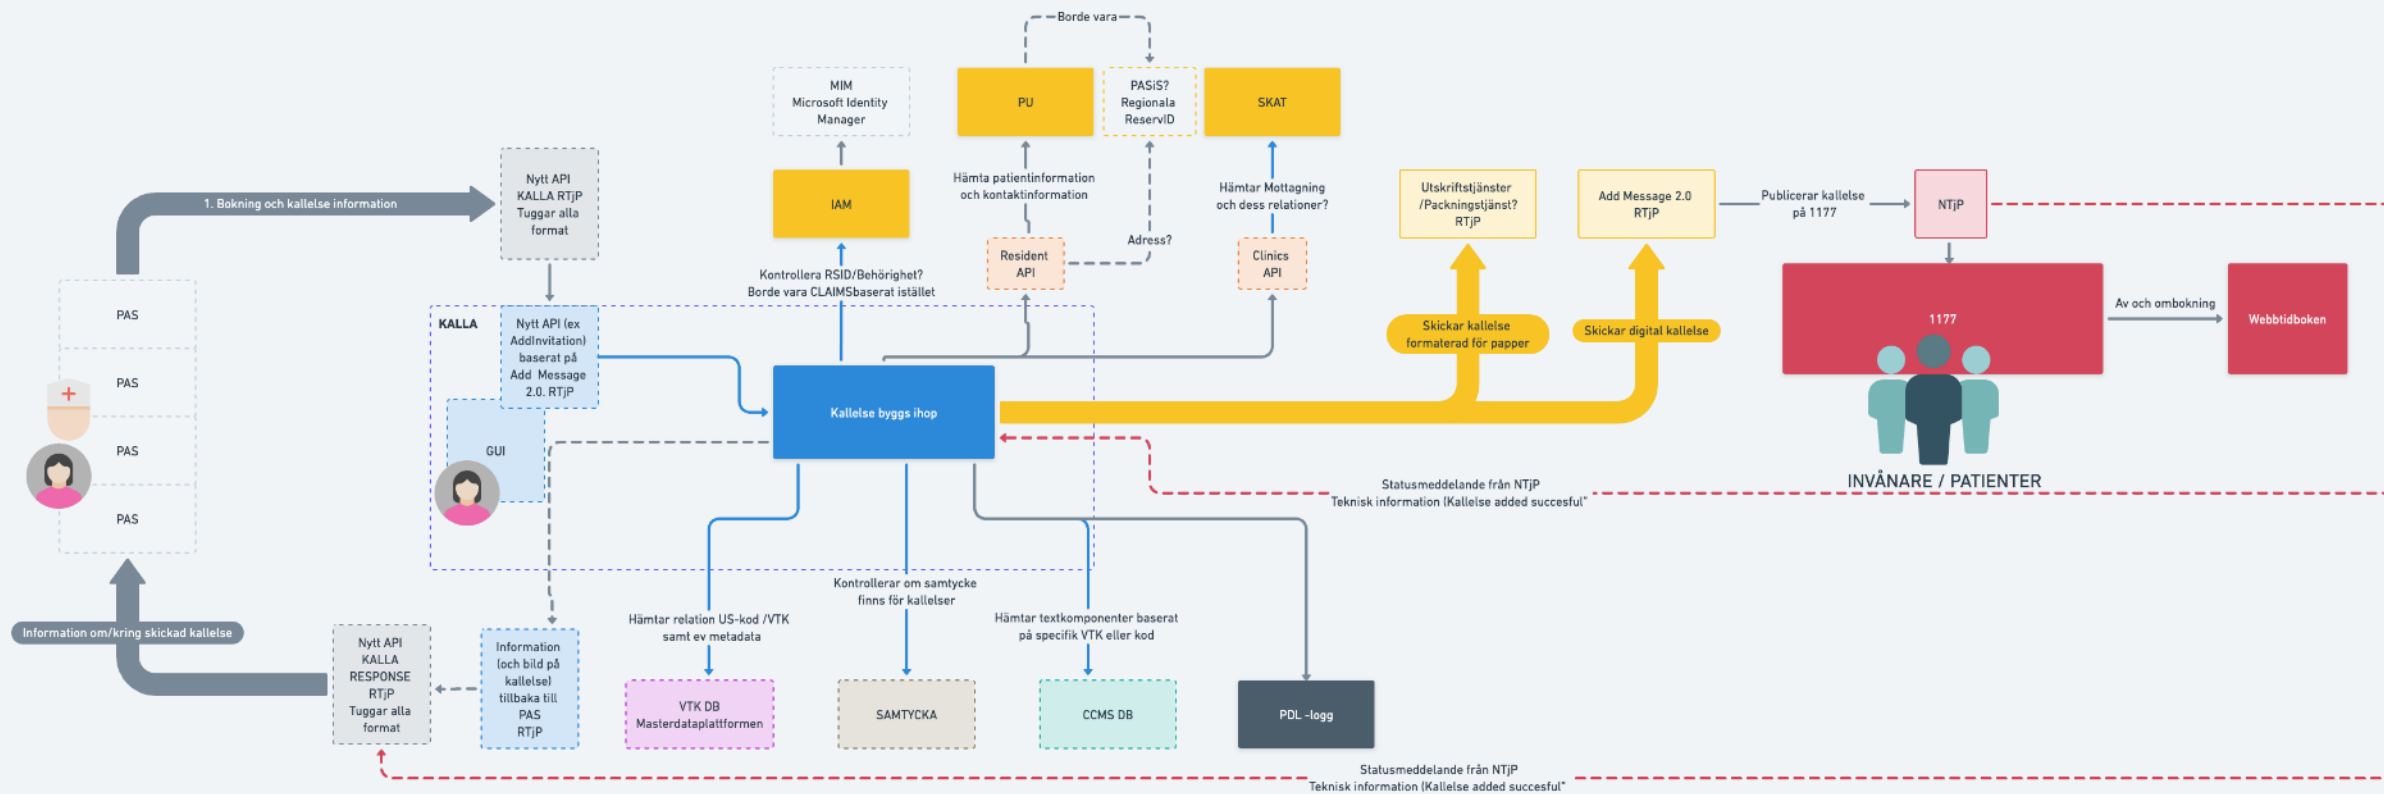 Borde vara
MIM
Microsoft Identity
Manager
PU
PASiS?
Regionala
ReservID
SKAT
Nytt API
KALLA RTjP
Tuggar alla
format
1. Bokning och kallelse information
IAM
Hämta patientinformation
och kontaktinformation
Hämtar Mottagning
och dess relationer?
Utskriftstjänster
/Packningstjänst?
RTjP
Add Message 2.0
RTjP
Publicerar kallelse
på 1177
NTjP
Adress?
Resident
API
Clinics
API
Kontrollera RSID/Behörighet?
Borde vara CLAIMSbaserat istället
PAS
PAS
PAS
PAS
KALLA
Nytt API (ex
AddInvitation)
baserat på
Add Message
2.0. RTjP
GUI
Kallelse byggs ihop
Skickar kallelse
formaterad för papper
Skickar digital kallelse
1177
Av och ombokning
Webbtidboken
INVÅNARE / PATIENTER
Statusmeddelande från NTjP
Teknisk information (Kallelse added succesful"
Kontrollerar om samtycke
finns för kallelser
Hämtar relation US-kod /VTK
samt ev metadata
Hämtar textkomponenter baserat
på specifik VTK eller kod
Information om/kring skickad kallelse
Nytt API
KALLA
RESPONSE
RTjP
Tuggar alla
format
Information
(och bild på
kallelse)
tillbaka till
PAS
RTjP
VTK DB
Masterdataplattformen
SAMTYCKA
CCMS DB
PDL -logg
Statusmeddelande från NTjP
Teknisk information (Kallelse added succesful"